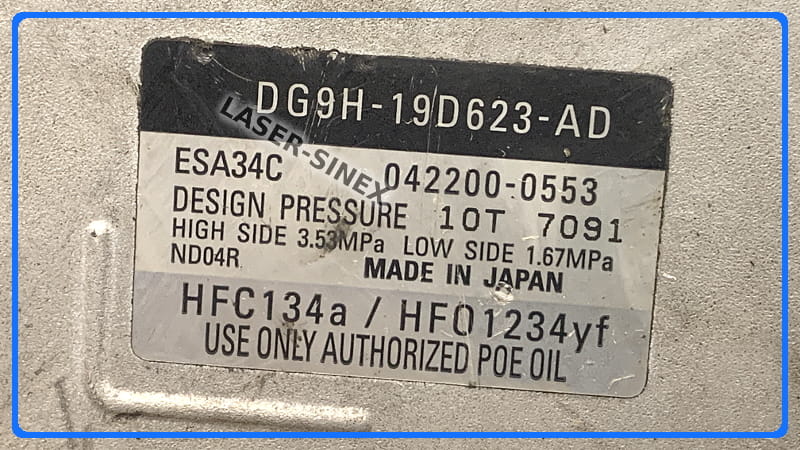 DG9H-19D623-AD
LASER-SINEX
ESA34C 042200-0553
DESIGN PRESSURE 10T 7091
HIGH SIDE 3.53MPa LOW SIDE 1.67MPa
ND04R MADE IN JAPAN
HFC134a / HFO1234yf
USE ONLY AUTHORIZED POE OIL